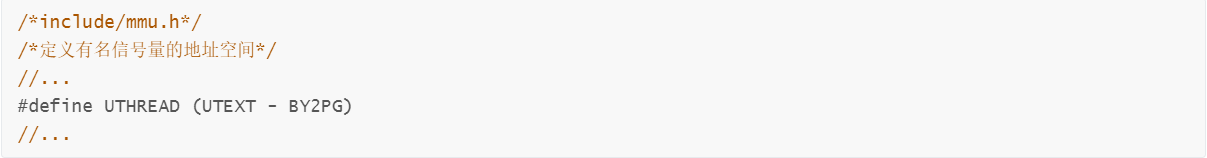 /*include/mmu.h*/
/*定义有名信号量的地址空间*/
//...
#define UTHREAD (UTEXT - BY2PG)
//...